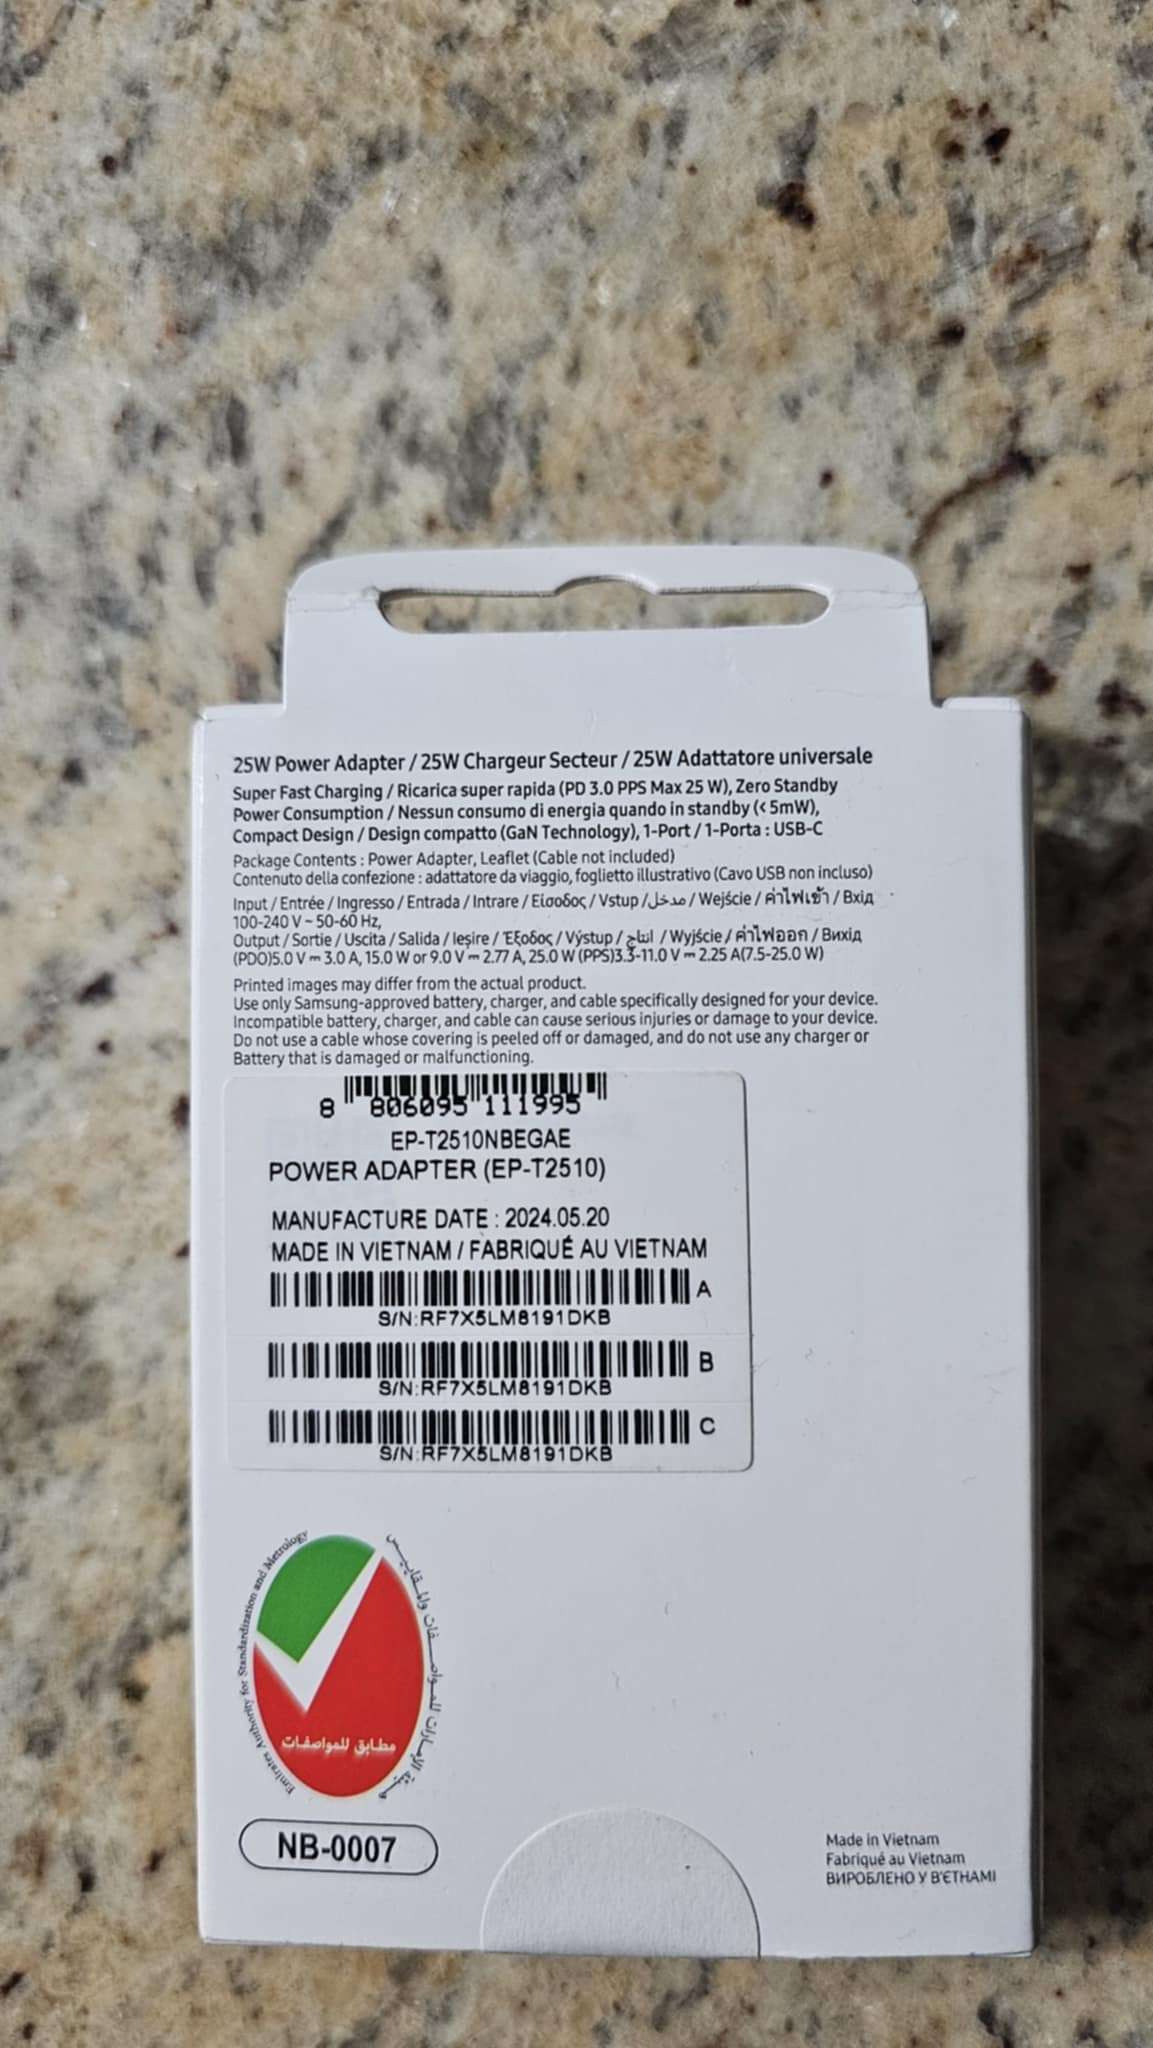 25W Power Adapter / 25W Chargeur Secteur / 25W Adattatore universale
Super Fast Charging / Ricarica super rapida (PD 3.0 PPS Max 25 W), Zero Standby
Power Consumption / Nessun consumo di energia quando in standby (< 5mW),
Compact Design / Design compatto (GaN Technology), 1-Port / 1-Porta : USB-C
Package Contents : Power Adapter, Leaflet (Cable not included)
Contenuto della confezione : adattatore da viaggio, foglietto illustrativo (Cavo USB non incluso)
Input / Entrée / Ingresso / Entrada / Intrare / Είσοδος / Vstup / مدخل / Wejście / ค่าไฟเข้า / Вхід
100-240 V ~ 50-60 Hz,
Output / Sortie / Uscita / Salida / Ieșire / Έξοδος / Výstup / انتاج / Wyjście / ค่าไฟออก / Вихід
(PDO)5.0 V ⎓ 3.0 A, 15.0 W or 9.0 V ⎓ 2.77 A, 25.0 W (PPS)3.3-11.0 V ⎓ 2.25 A(7.5-25.0 W)
Printed images may differ from the actual product.
Use only Samsung-approved battery, charger, and cable specifically designed for your device.
Incompatible battery, charger, and cable can cause serious injuries or damage to your device.
Do not use a cable whose covering is peeled off or damaged, and do not use any charger or
Battery that is damaged or malfunctioning.
8 806095 111995
EP-T2510NBEGAE
POWER ADAPTER (EP-T2510)
MANUFACTURE DATE : 2024.05.20
MADE IN VIETNAM / FABRIQUÉ AU VIETNAM
A
S/N:RF7X5LM8191DKB
B
S/N:RF7X5LM8191DKB
C
S/N:RF7X5LM8191DKB
Emirates Authority for Standardization and Metrology
هيئة الإمارات للمواصفات والمقاييس
مطابق للمواصفات
NB-0007
Made in Vietnam
Fabriqué au Vietnam
ВИРОБЛЕНО У В'ЄТНАМІ